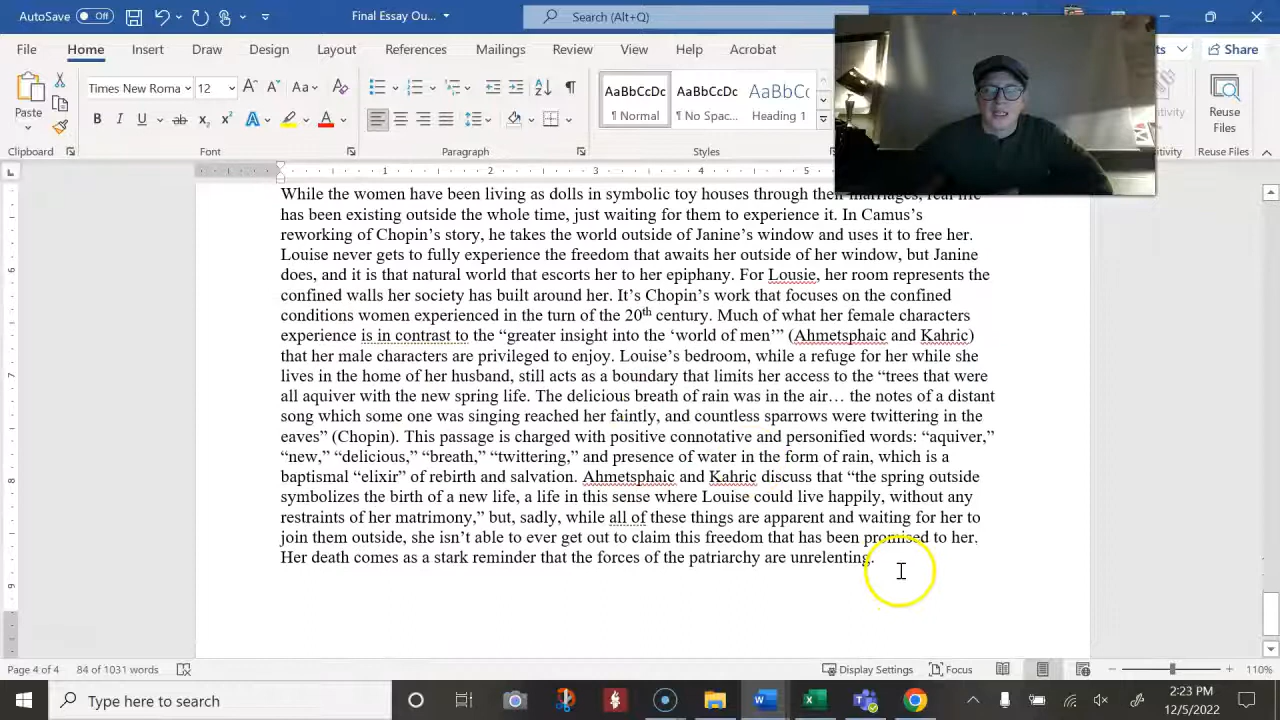 AutoSave Off
Final Essay Ou...
Search (Alt+Q)
File Home Insert Draw Design Layout References Mailings Review View Help Acrobat
Share
Paste
Times New Roma 12
Aa
AaBbCcDc
¶ Normal
AaBbCcDc
¶ No Spac...
AaBbCc
Heading 1
Reuse
Files
Clipboard Font Paragraph Styles Reuse Files
1 2 3 4 5
While the women have been living as dolls in symbolic toy houses through their marriages, real life
has been existing outside the whole time, just waiting for them to experience it. In Camus’s
reworking of Chopin’s story, he takes the world outside of Janine’s window and uses it to free her.
Louise never gets to fully experience the freedom that awaits her outside of her window, but Janine
does, and it is that natural world that escorts her to her epiphany. For Lousie, her room represents the
confined walls her society has built around her. It’s Chopin’s work that focuses on the confined
conditions women experienced in the turn of the 20th century. Much of what her female characters
experience is in contrast to the “greater insight into the ‘world of men’” (Ahmetsphaic and Kahric)
that her male characters are privileged to enjoy. Louise’s bedroom, while a refuge for her while she
lives in the home of her husband, still acts as a boundary that limits her access to the “trees that were
all aquiver with the new spring life. The delicious breath of rain was in the air… the notes of a distant
song which some one was singing reached her faintly, and countless sparrows were twittering in the
eaves” (Chopin). This passage is charged with positive connotative and personified words: “aquiver,”
“new,” “delicious,” “breath,” “twittering,” and presence of water in the form of rain, which is a
baptismal “elixir” of rebirth and salvation. Ahmetsphaic and Kahric discuss that “the spring outside
symbolizes the birth of a new life, a life in this sense where Louise could live happily, without any
restraints of her matrimony,” but, sadly, while all of these things are apparent and waiting for her to
join them outside, she isn’t able to ever get out to claim this freedom that has been promised to her.
Her death comes as a stark reminder that the forces of the patriarchy are unrelenting.
Page 4 of 4 84 of 1031 words Display Settings Focus 110%
Type here to search
2:23 PM
12/5/2022